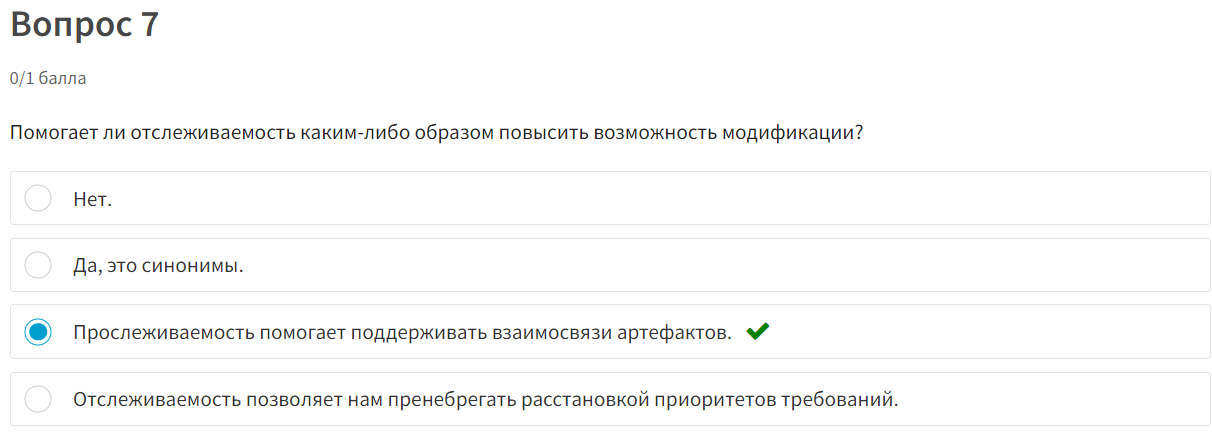 Вопрос 7
0/1 балла
Помогает ли отслеживаемость каким-либо образом повысить возможность модификации?
Нет.
Да, это синонимы.
Прослеживаемость помогает поддерживать взаимосвязи артефактов.
Отслеживаемость позволяет нам пренебрегать расстановкой приоритетов требований.